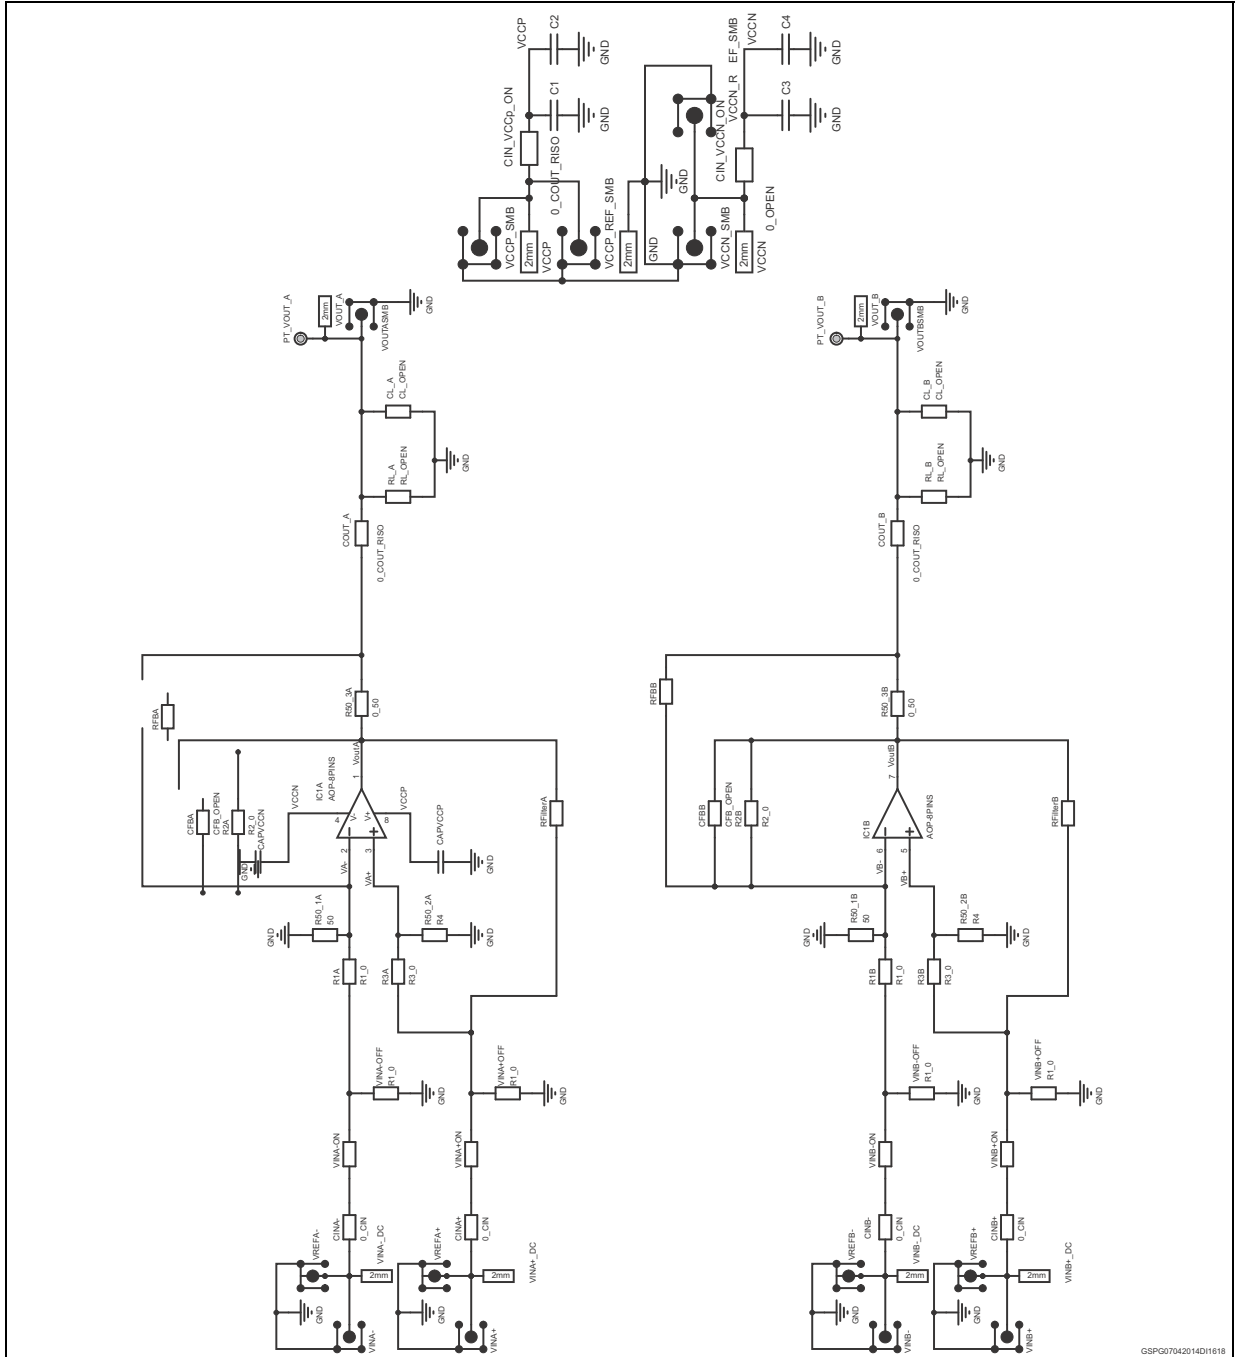 VCCP
C2
GND
C1
GND
CIN_VCCp_ON
0_COUT_RISO
VCCP_SMB
2mm
VCCP
VCCP_REF_SMB
2mm
GND
GND
VCCN_R EF_SMB
VCCN
C4
GND
C3
GND
CIN_VCCN_ON
0_OPEN
VCCN_SMB
2mm
VCCN
PT_VOUT_A
2mm
VOUT_A
VOUTASMB
GND
CL_A
CL_OPEN
RL_A
RL_OPEN
GND
COUT_A
0_COUT_RISO
RFBA
R50_3A
0_50
CFBA
CFB_OPEN
R2A
R2_0
CAPVCCN
GND
VCCN
IC1A
AOP-8PINS
VoutA
1
4
V-
V+
8
VCCP
2
3
VA-
VA+
CAPVCCP
GND
RFilterA
GND
R50_1A
50
R50_2A
R4
GND
R1A
R1_0
R3A
R3_0
VINA-OFF
R1_0
GND
VINA+OFF
R1_0
GND
VINA-ON
VINA+ON
CINA-
0_CIN
CINA+
0_CIN
VREFA-
VINA-_DC
2mm
GND
VINA-
VREFA+
VINA+_DC
2mm
GND
VINA+
PT_VOUT_B
2mm
VOUT_B
VOUTBSMB
GND
CL_B
CL_OPEN
RL_B
RL_OPEN
GND
COUT_B
0_COUT_RISO
RFBB
R50_3B
0_50
CFBB
CFB_OPEN
R2B
R2_0
VoutB
7
IC1B
AOP-8PINS
6
5
VB-
VB+
RFilterB
GND
R50_1B
50
R50_2B
R4
GND
R1B
R1_0
R3B
R3_0
VINB-OFF
R1_0
GND
VINB+OFF
R1_0
GND
VINB-ON
VINB+ON
CINB-
0_CIN
CINB+
0_CIN
VREFB-
VINB-_DC
2mm
GND
VINB-
VREFB+
VINB+_DC
2mm
GND
VINB+
GSPG07042014DI1618